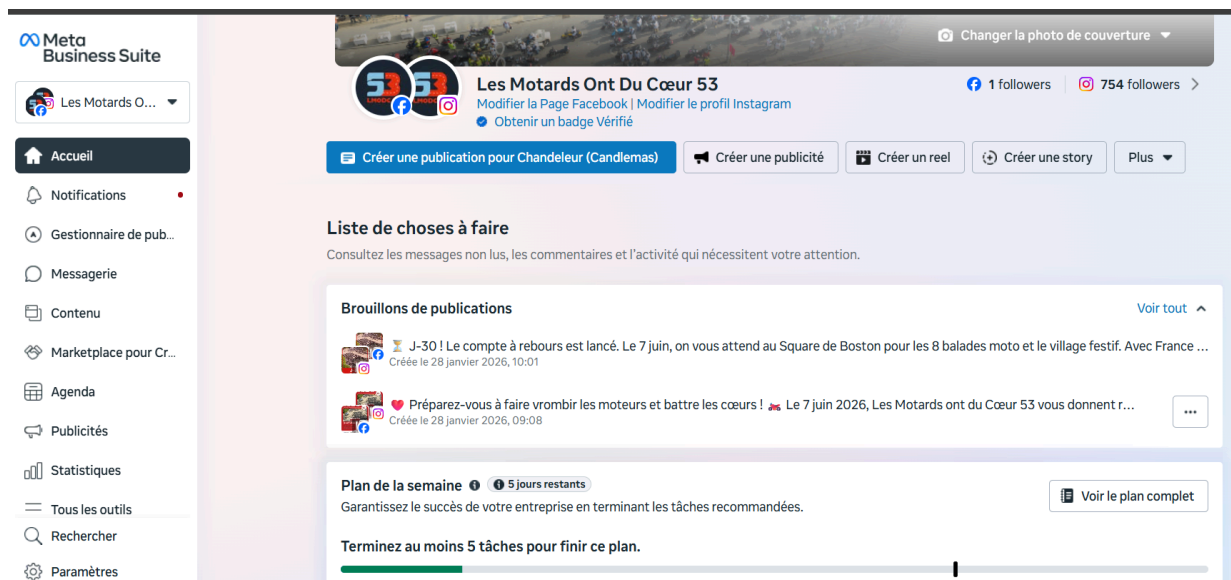 Meta
Business Suite
Les Motards O...
Accueil
Notifications
Gestionnaire de pub...
Messagerie
Contenu
Marketplace pour Cr...
Agenda
Publicités
Statistiques
Tous les outils
Rechercher
Paramètres
Changer la photo de couverture
53
LMODC
53
LMODC
Les Motards Ont Du Cœur 53
1 followers
754 followers
Modifier la Page Facebook | Modifier le profil Instagram
Obtenir un badge Vérifié
Créer une publication pour Chandeleur (Candlemas)
Créer une publicité
Créer un reel
Créer une story
Plus
Liste de choses à faire
Consultez les messages non lus, les commentaires et l'activité qui nécessitent votre attention.
Brouillons de publications
Voir tout
⏳ J-30 ! Le compte à rebours est lancé. Le 7 juin, on vous attend au Square de Boston pour les 8 balades moto et le village festif. Avec France ...
Créée le 28 janvier 2026, 10:01
❤️ Préparez-vous à faire vrombir les moteurs et battre les cœurs ! 🏍️ Le 7 juin 2026, Les Motards ont du Cœur 53 vous donnent r...
Créée le 28 janvier 2026, 09:08
...
Plan de la semaine
5 jours restants
Voir le plan complet
Garantissez le succès de votre entreprise en terminant les tâches recommandées.
Terminez au moins 5 tâches pour finir ce plan.